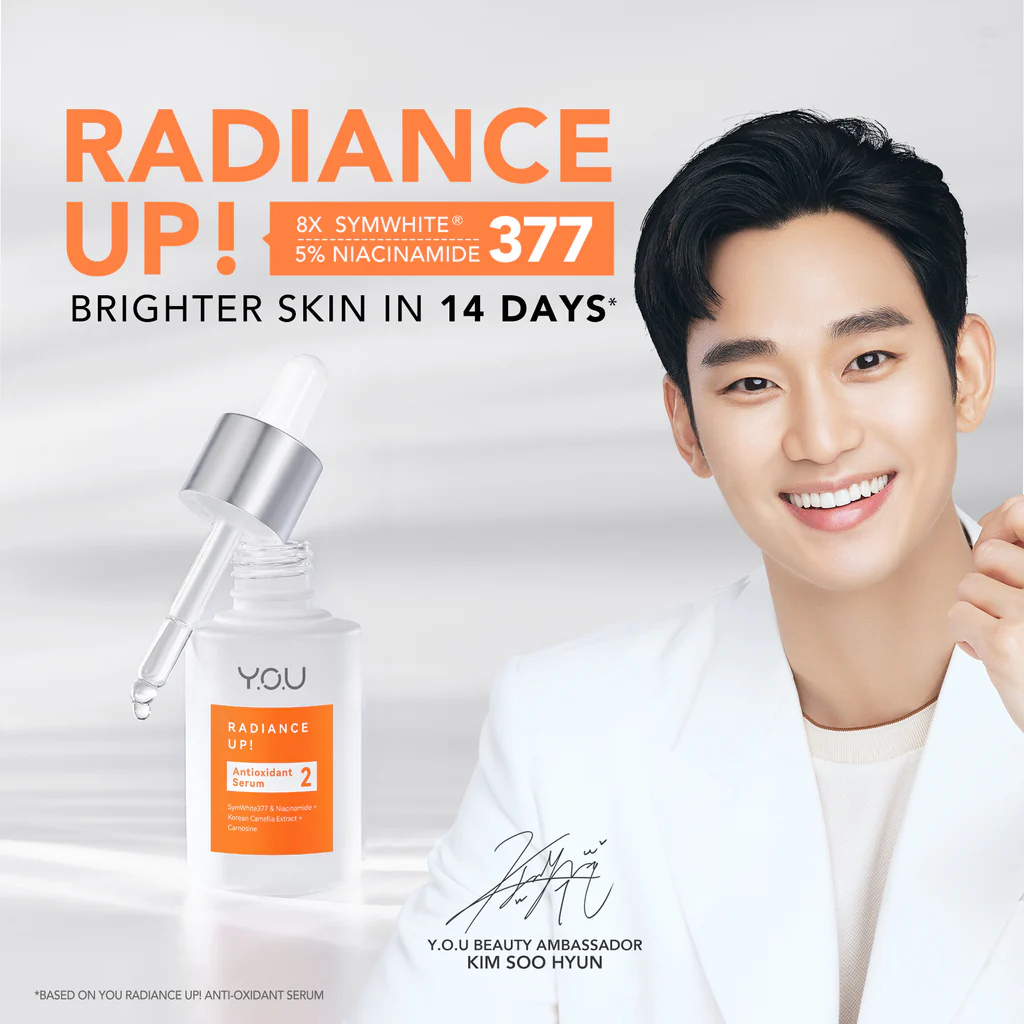 RADIANCE
UP!
8X SYMWHITE®
5% NIACINAMIDE
377
BRIGHTER SKIN IN 14 DAYS*
Y.O.U
RADIANCE
UP!
Antioxidant
Serum
2
SymWhite377 & Niacinamide +
Korean Camellia Extract +
Carnosine
Y.O.U BEAUTY AMBASSADOR
KIM SOO HYUN
*BASED ON YOU RADIANCE UP! ANTI-OXIDANT SERUM